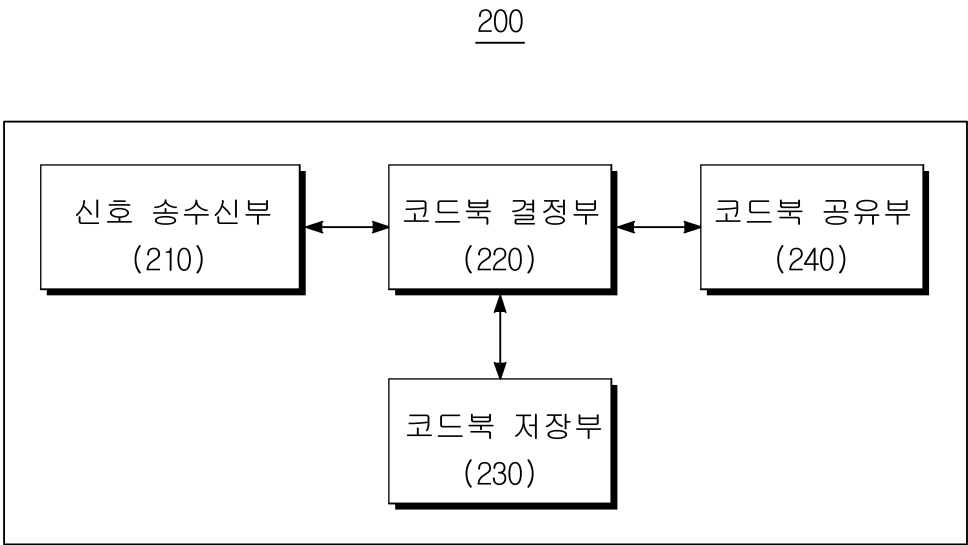 200
신호 송수신부
(210)
코드북 결정부
(220)
코드북 공유부
(240)
코드북 저장부
(230)